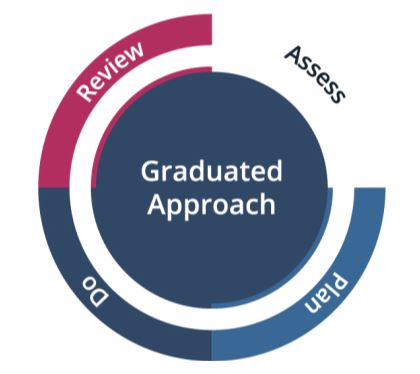 Graduated
Approach
Assess
Plan
Do
Review